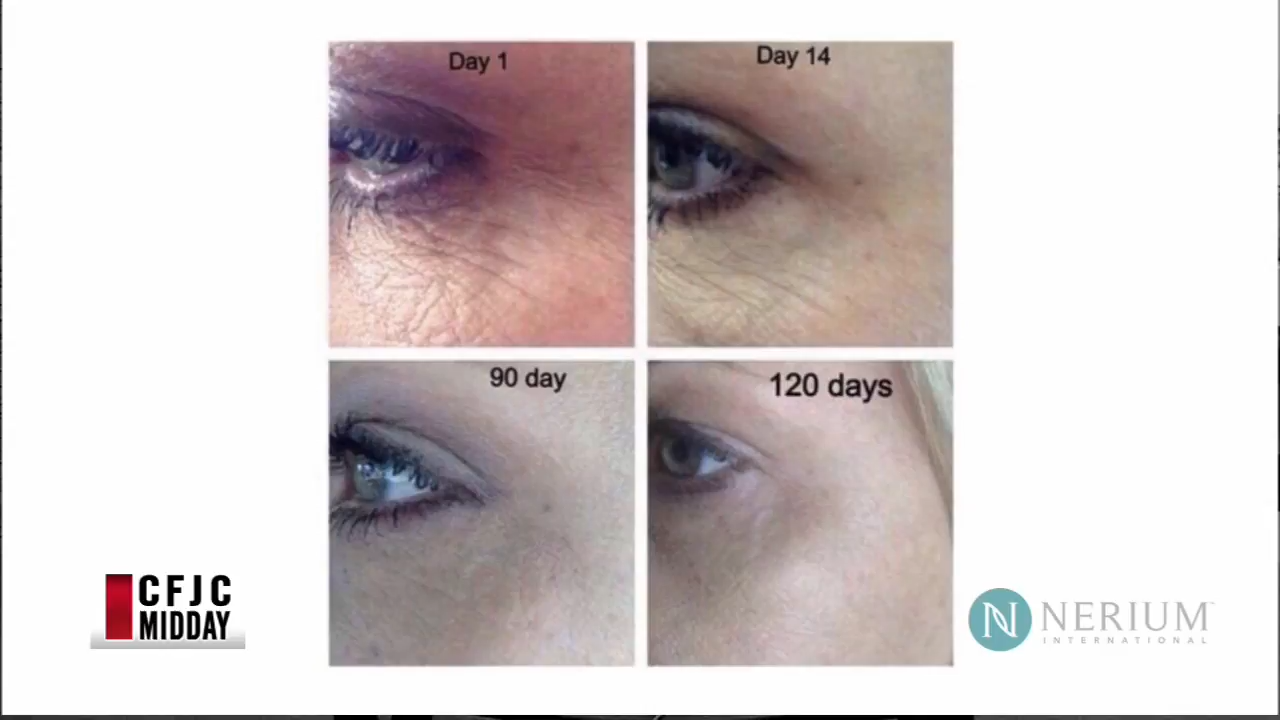 Day 1
Day 14
90 day
120 days
CFJC
MIDDAY
NERIUM
INTERNATIONAL